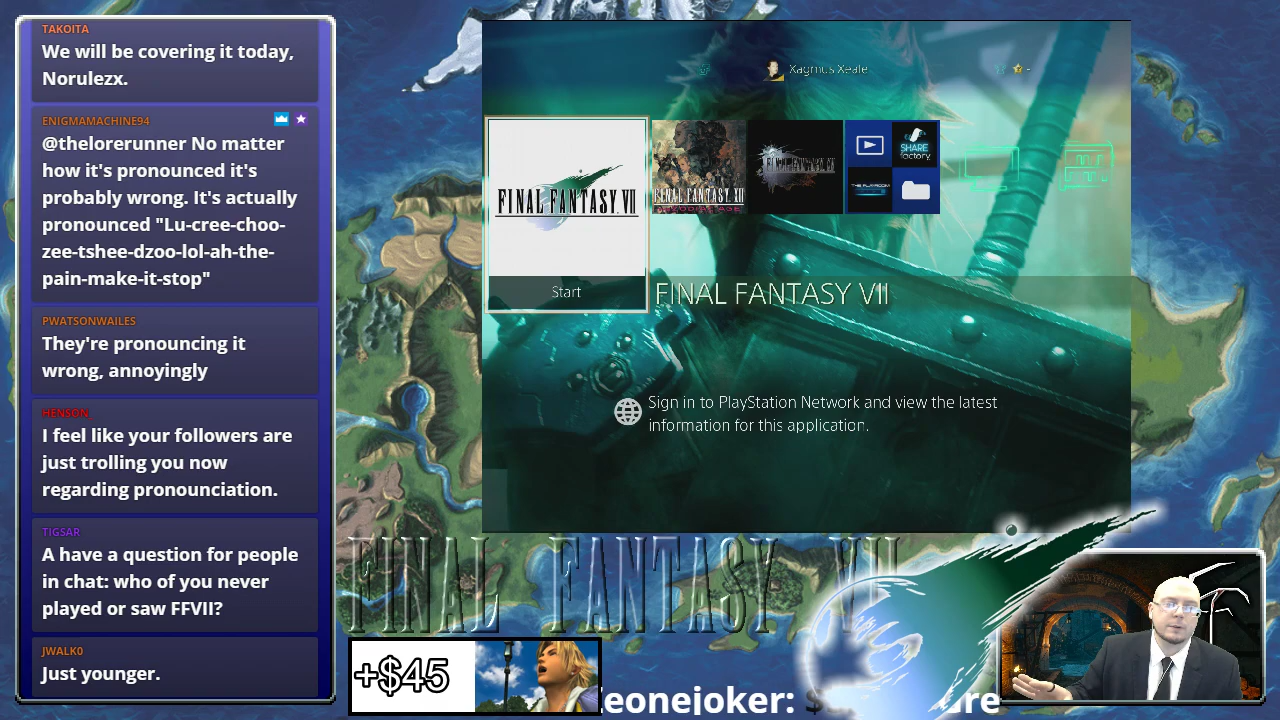 TAKOITA
We will be covering it today,
Norulezx.
ENIGMAMACHINE94
@thelorerunner No matter
how it's pronounced it's
probably wrong. It's actually
pronounced "Lu-cree-choo-
zee-tshee-dzoo-lol-ah-the-
pain-make-it-stop"
PWATSONWAILES
They're pronouncing it
wrong, annoyingly
HENSON
I feel like your followers are
just trolling you now
regarding pronounciation.
TIGSAR
A have a question for people
in chat: who of you never
played or saw FFVII?
JWALK0
Just younger.
Xagmus Xeale
FINAL FANTASY VII
FINAL FANTASY XII
SHARE
factory
THE PLAYROOM
Start
FINAL FANTASY VII
Sign in to PlayStation Network and view the latest
information for this application.
FINAL FANTASY VII
+$45
eonejoker: